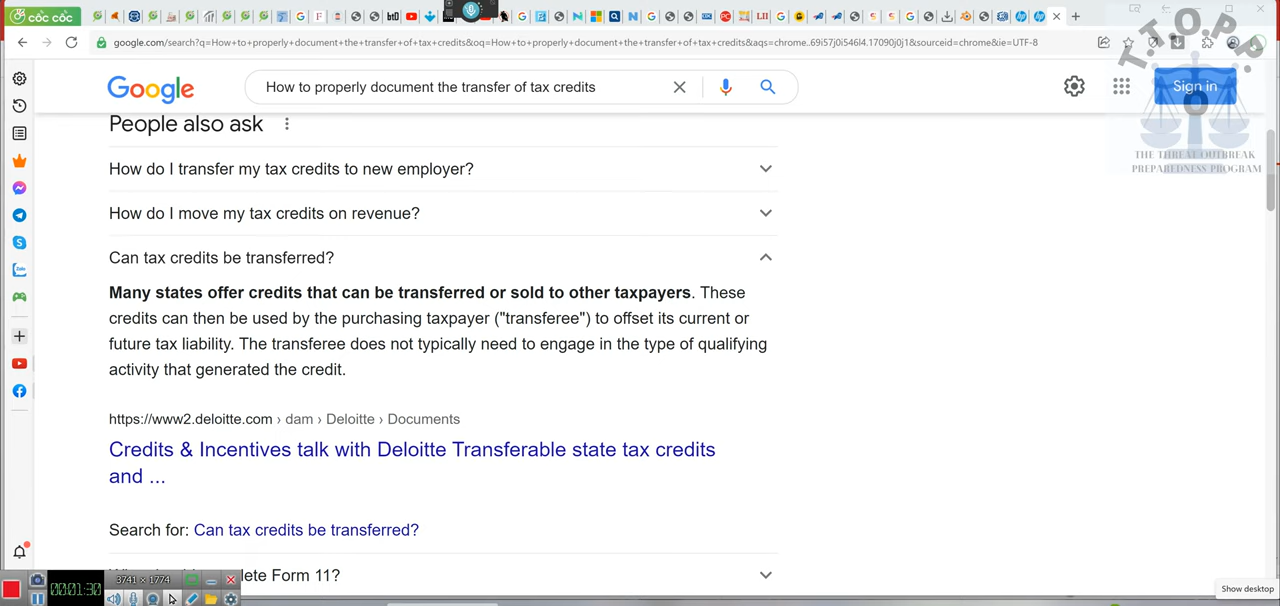 CỐC CỐC
google.com/search?q=How+to+properly+document+the+transfer+of+tax+credits&oq=How+to+properly+document+the+transfer+of+tax+credits&aqs=chrome..69i57j0i546l4.17090j0j1&sourceid=chrome&ie=UTF-8
Google
How to properly document the transfer of tax credits
Sign in
T.T.O.P.P.
THE THREAT OUTBREAK
PREPAREDNESS PROGRAM
People also ask
How do I transfer my tax credits to new employer?
How do I move my tax credits on revenue?
Can tax credits be transferred?
Many states offer credits that can be transferred or sold to other taxpayers. These
credits can then be used by the purchasing taxpayer ("transferee") to offset its current or
future tax liability. The transferee does not typically need to engage in the type of qualifying
activity that generated the credit.
https://www2.deloitte.com › dam › Deloitte › Documents
Credits & Incentives talk with Deloitte Transferable state tax credits
and ...
Search for: Can tax credits be transferred?
lete Form 11?
Show desktop
00:01:30
3741 × 1774